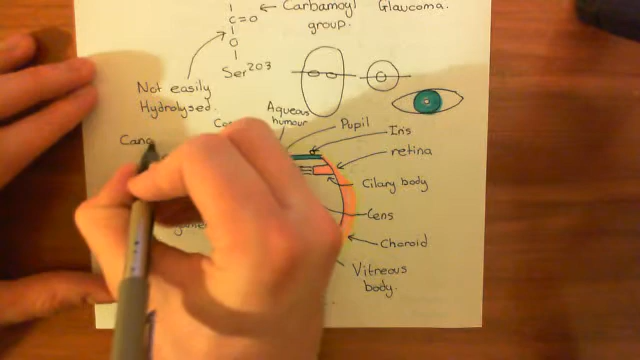 C=O
Carbamoyl
group.
Glaucoma.
O
Ser203
Not easily
Hydrolysed.
Aqueous
humour
Pupil
Iris
retina
Cilary body
Lens
Choroid
Vitreous
body.